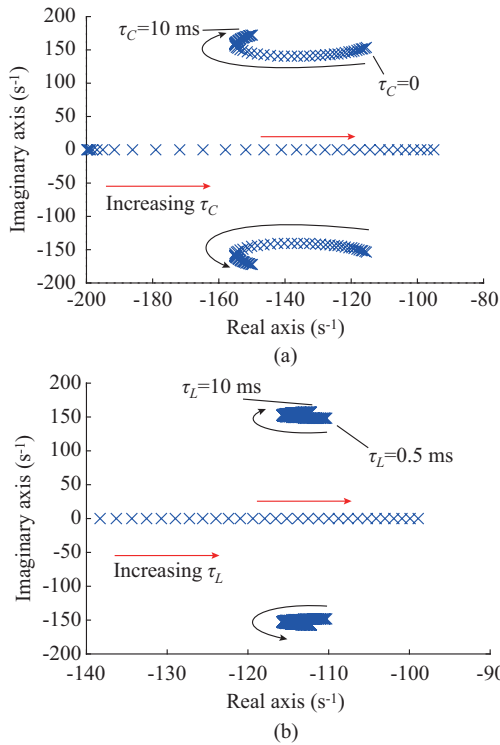 200
150
100
50
0
-50
-100
-150
-200
Imaginary axis (s⁻¹)
τC=10 ms
τC=0
Increasing τC
-200 -180 -160 -140 -120 -100 -80
Real axis (s⁻¹)
(a)
200
150
100
50
0
-50
-100
-150
-200
Imaginary axis (s⁻¹)
τL=10 ms
τL=0.5 ms
Increasing τL
-140 -130 -120 -110 -100 -90
Real axis (s⁻¹)
(b)